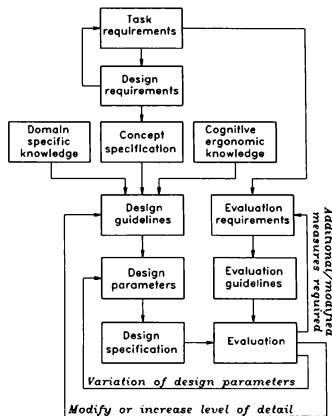 Task
requirements
Design
requirements
Domain
specific
knowledge
Concept
specification
Cognitive
ergonomic
knowledge
Design
guidelines
Evaluation
requirements
Additional/modified
measures required
Design
parameters
Evaluation
guidelines
Design
specification
Evaluation
Variation of design parameters
Modify or increase level of detail